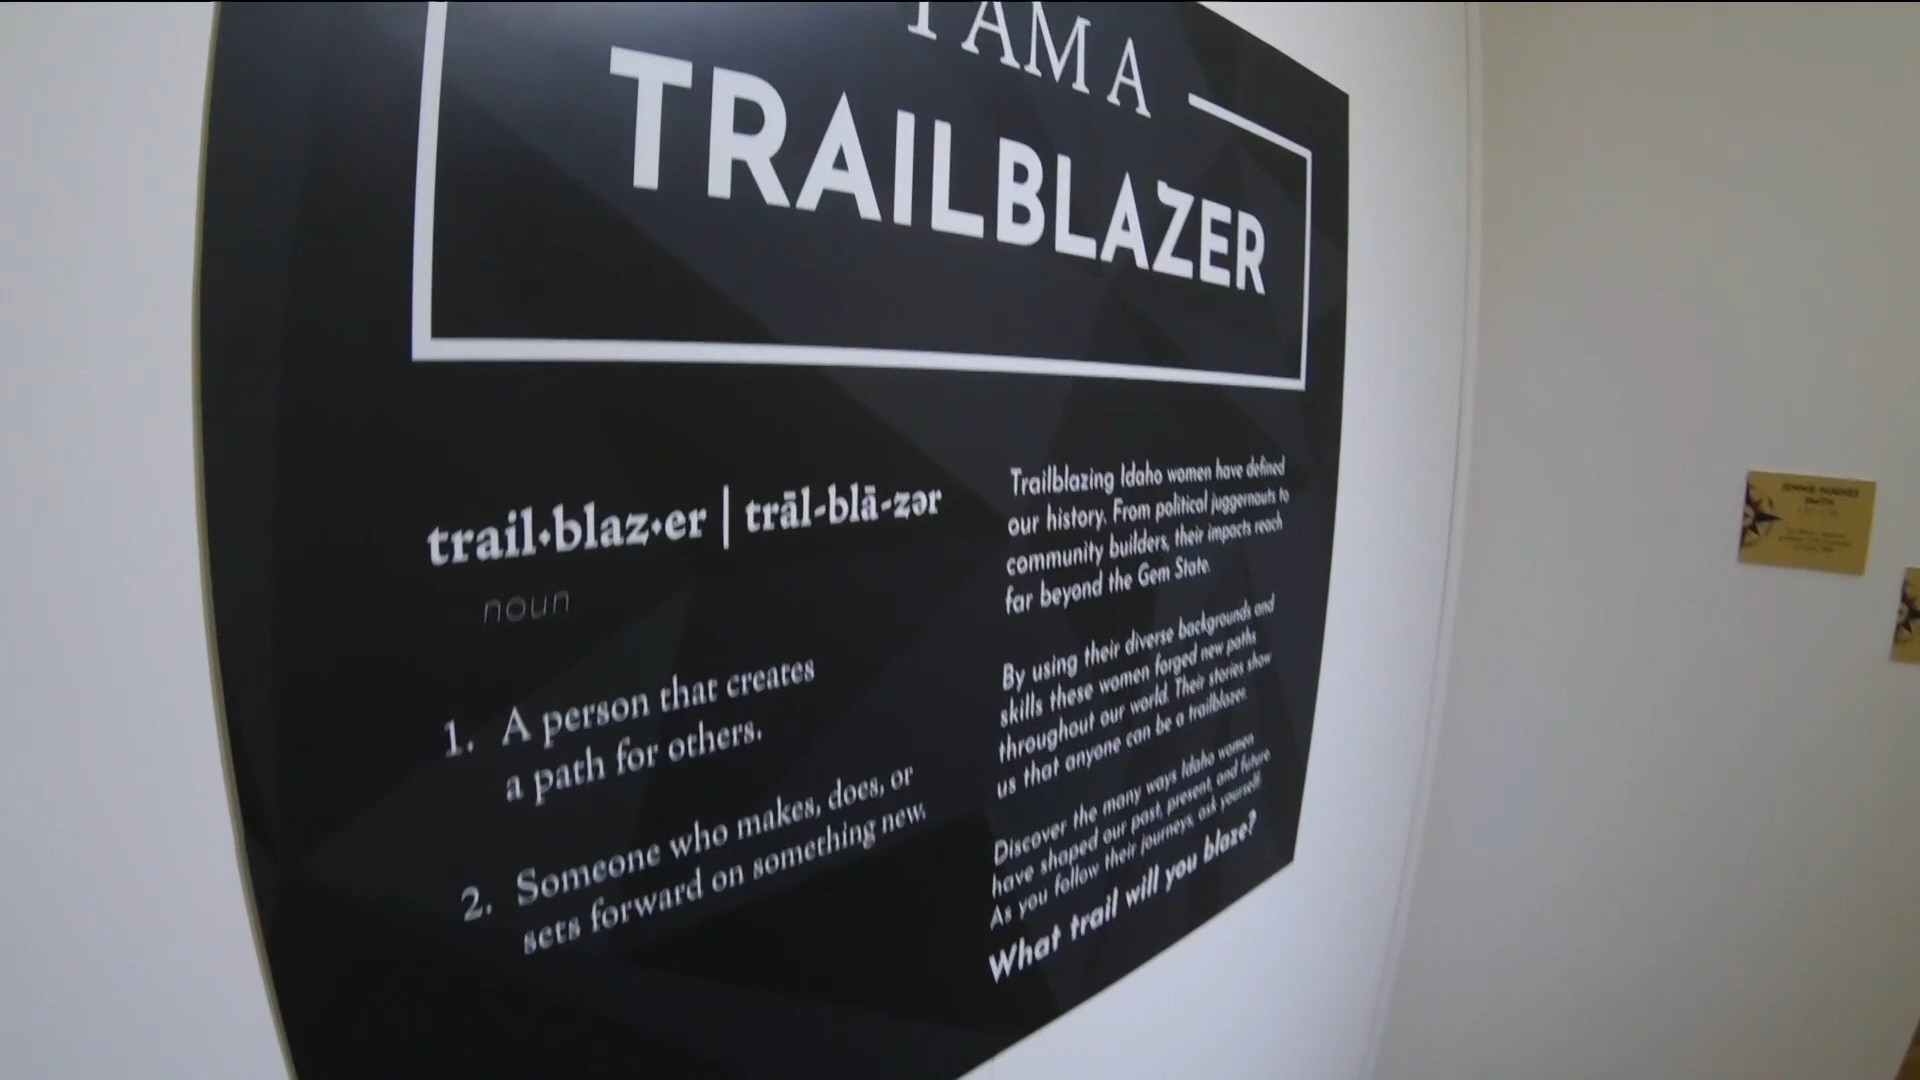 I AM A
TRAILBLAZER
trail•blaz•er | trāl-blā-zər
noun
1. A person that creates
a path for others.
2. Someone who makes, does, or
sets forward on something new.
Trailblazing Idaho women have defined
our history. From political juggernauts to
community builders, their impacts reach
far beyond the Gem State.
By using their diverse backgrounds and
skills these women forged new paths
throughout our world. Their stories show
us that anyone can be a trailblazer.
Discover the many ways Idaho women
have shaped our past, present, and future
As you follow their journeys, ask yourself:
What trail will you blaze?
JENNIE HUGHES
SMITH